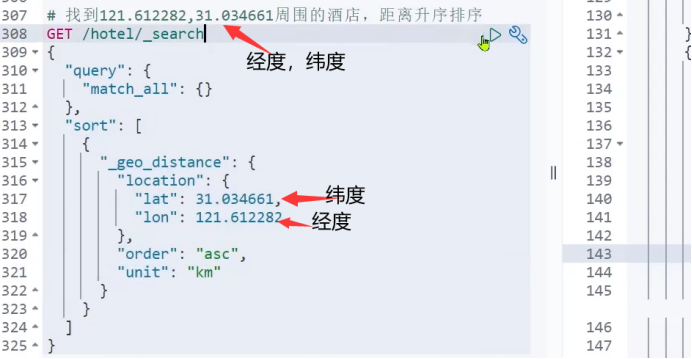 307 # 找到121.612282,31.034661周围的酒店，距离升序排序
308 GET /hotel/_search
经度，纬度
309 {
310 "query": {
311 "match_all": {}
312 },
313 "sort": [
314 {
315 "_geo_distance": {
316 "location": {
317 "lat": 31.034661,
纬度
318 "lon": 121.612282
经度
319 },
320 "order": "asc",
321 "unit": "km"
322 }
323 }
324 ]
325 }
130
131 }
132 {
133
134
135
136
137
138
139
140
141
142
143
144
145
146
147